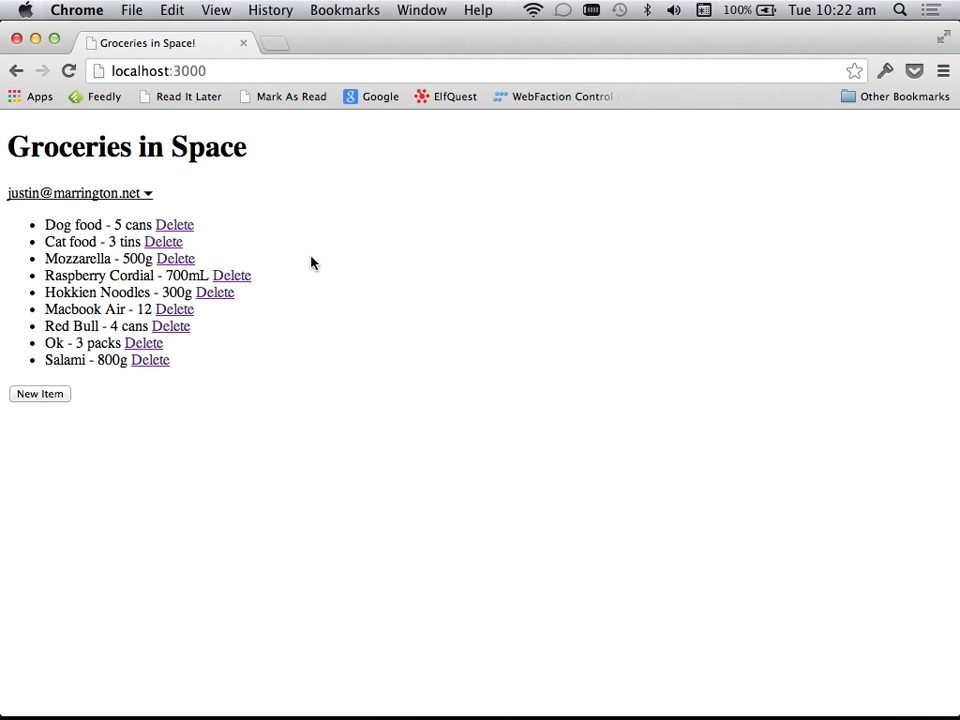 Chrome File Edit View History Bookmarks Window Help 100% Tue 10:22 am
Groceries in Space!
localhost:3000
Apps Feedly Read It Later Mark As Read Google ElfQuest WebFaction Control Other Bookmarks
Groceries in Space
justin@marrington.net
Dog food - 5 cans Delete
Cat food - 3 tins Delete
Mozzarella - 500g Delete
Raspberry Cordial - 700mL Delete
Hokkien Noodles - 300g Delete
Macbook Air - 12 Delete
Red Bull - 4 cans Delete
Ok - 3 packs Delete
Salami - 800g Delete
New Item